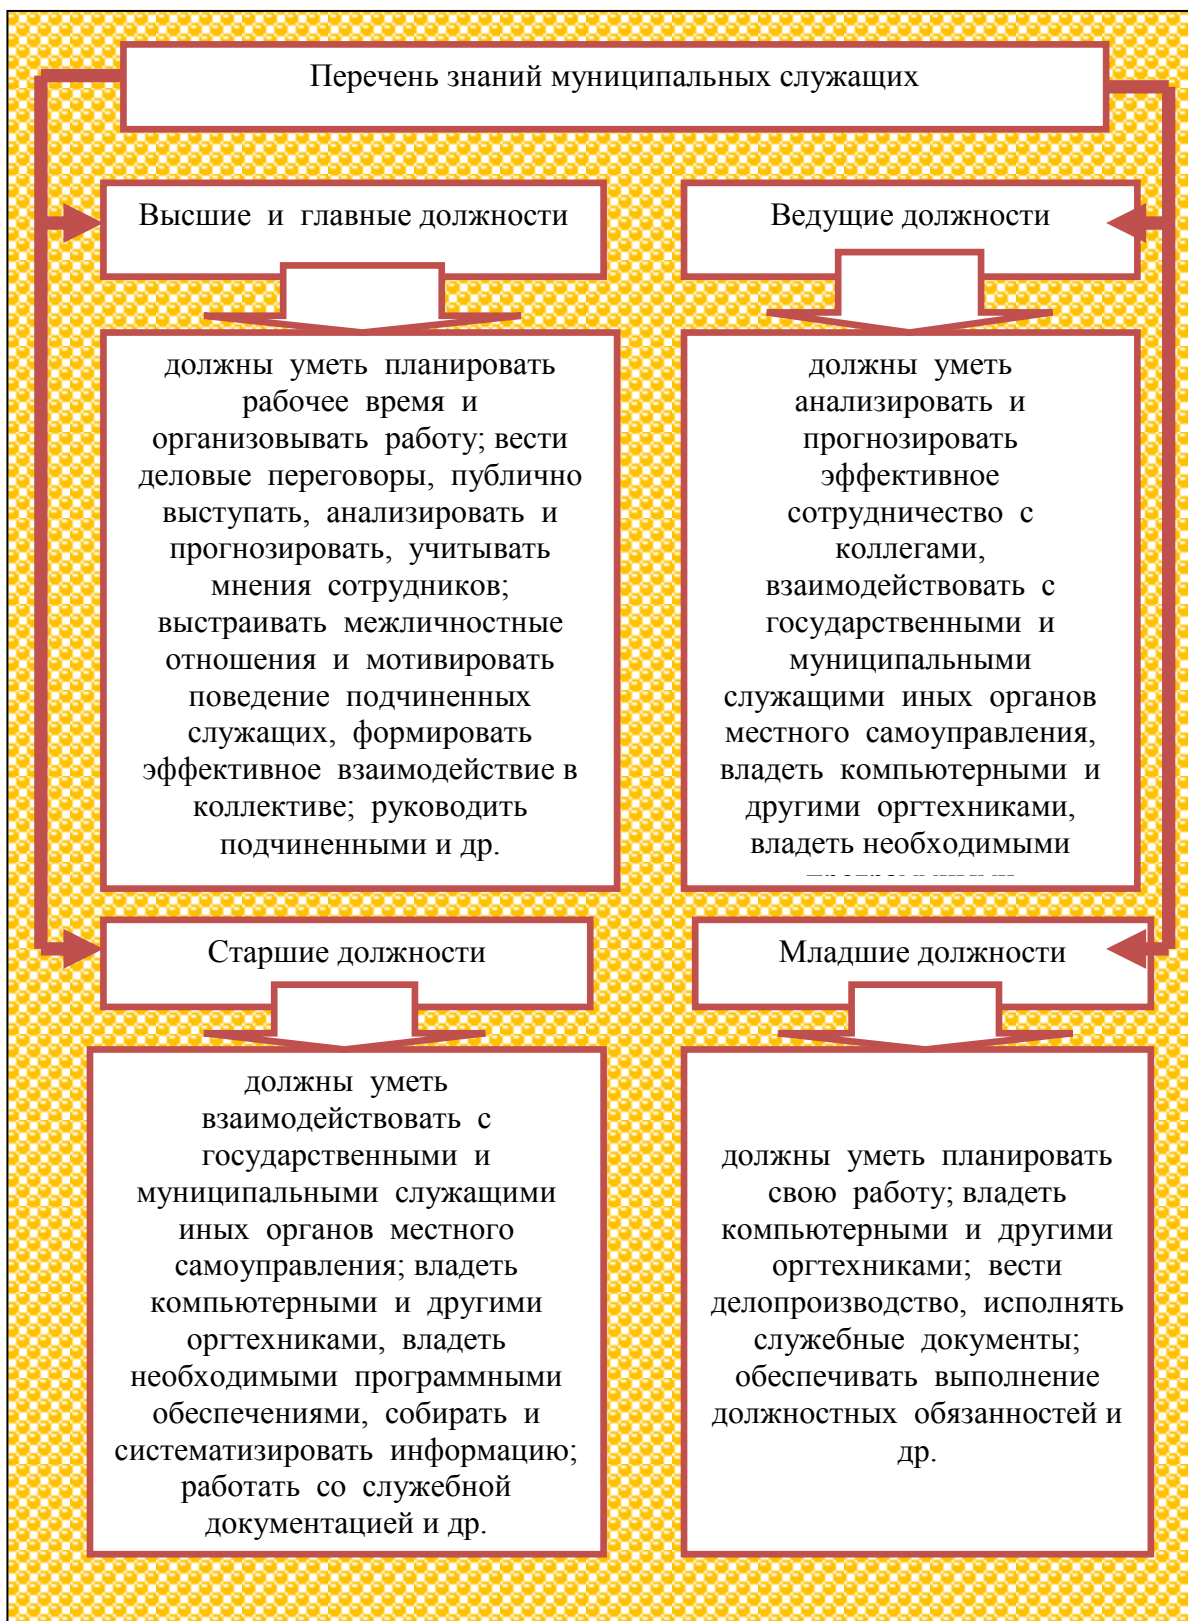 Перечень знаний муниципальных служащих
Высшие и главные должности
должны уметь планировать
рабочее время и
организовывать работу; вести
деловые переговоры, публично
выступать, анализировать и
прогнозировать, учитывать
мнения сотрудников;
выстраивать межличностные
отношения и мотивировать
поведение подчиненных
служащих, формировать
эффективное взаимодействие в
коллективе; руководить
подчиненными и др.
Ведущие должности
должны уметь
анализировать и
прогнозировать
эффективное
сотрудничество с
коллегами,
взаимодействовать с
государственными и
муниципальными
служащими иных органов
местного самоуправления,
владеть компьютерными и
другими оргтехниками,
владеть необходимыми
Старшие должности
должны уметь
взаимодействовать с
государственными и
муниципальными служащими
иных органов местного
самоуправления; владеть
компьютерными и другими
оргтехниками, владеть
необходимыми программными
обеспечениями, собирать и
систематизировать информацию;
работать со служебной
документацией и др.
Младшие должности
должны уметь планировать
свою работу; владеть
компьютерными и другими
оргтехниками; вести
делопроизводство, исполнять
служебные документы;
обеспечивать выполнение
должностных обязанностей и
др.